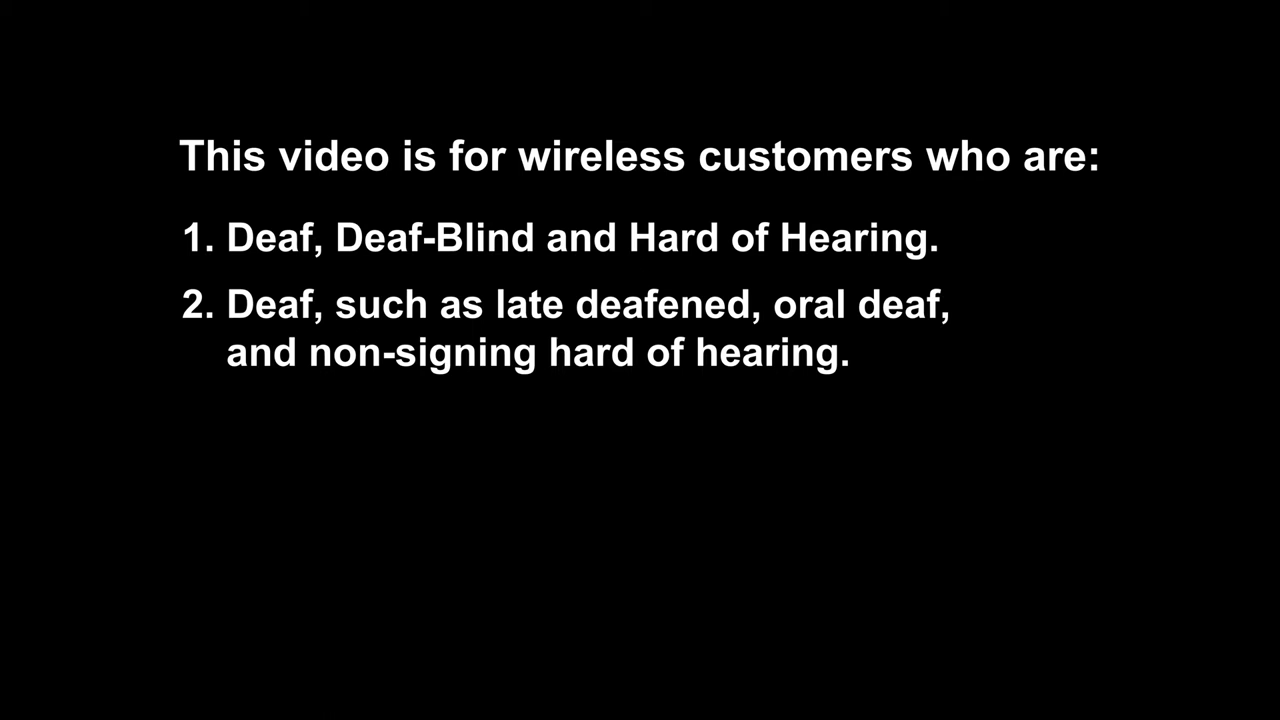 This video is for wireless customers who are:
1. Deaf, Deaf-Blind and Hard of Hearing.
2. Deaf, such as late deafened, oral deaf,
and non-signing hard of hearing.